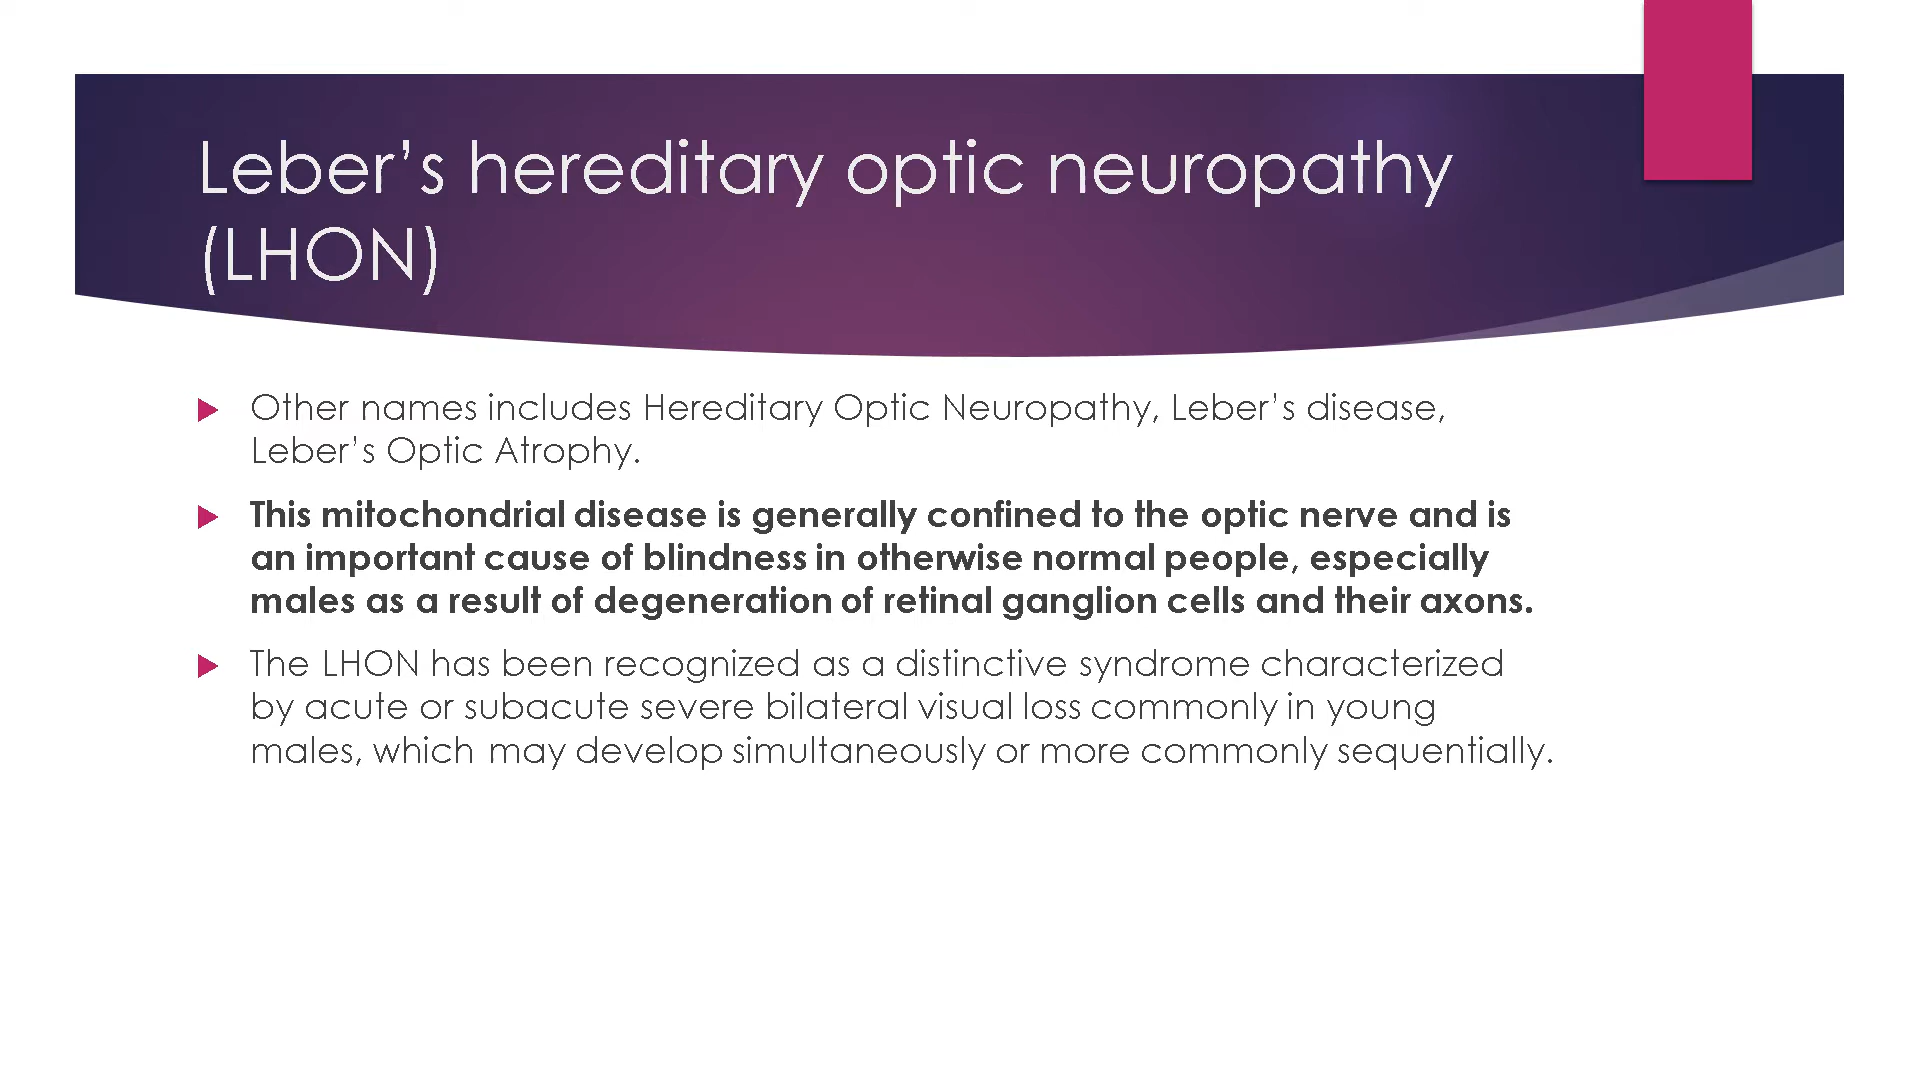 Leber’s hereditary optic neuropathy
(LHON)
Other names includes Hereditary Optic Neuropathy, Leber’s disease,
Leber’s Optic Atrophy.
This mitochondrial disease is generally confined to the optic nerve and is
an important cause of blindness in otherwise normal people, especially
males as a result of degeneration of retinal ganglion cells and their axons.
The LHON has been recognized as a distinctive syndrome characterized
by acute or subacute severe bilateral visual loss commonly in young
males, which may develop simultaneously or more commonly sequentially.